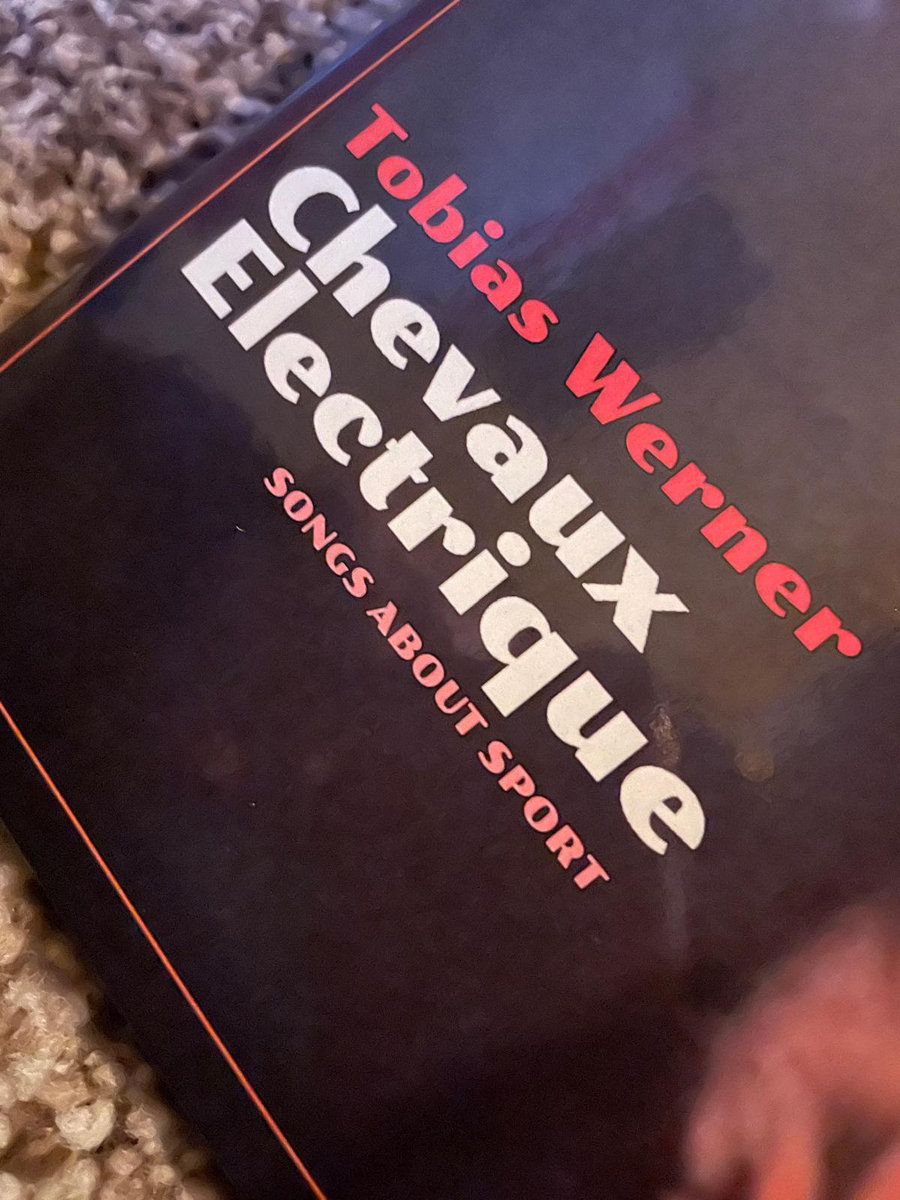 Tobias Werner
Chevaux
Electrique
SONGS ABOUT SPORT